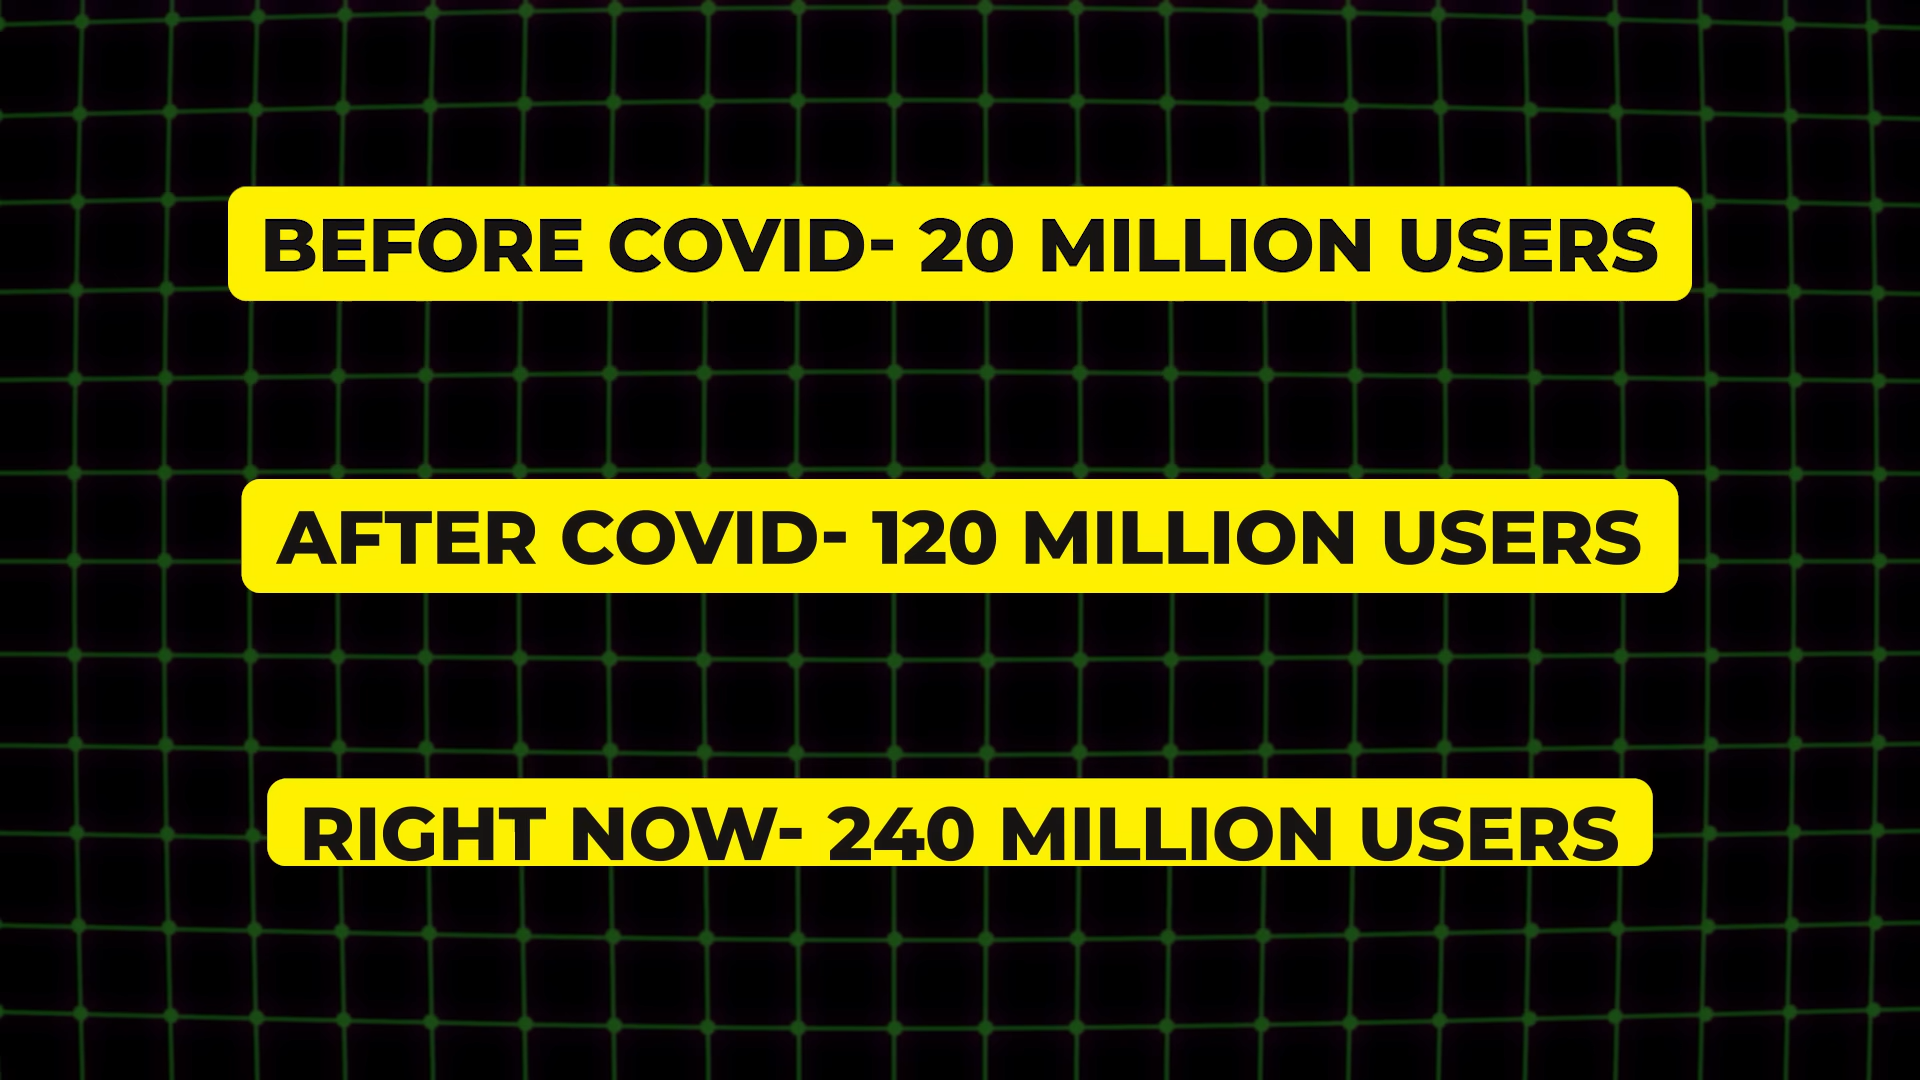 BEFORE COVID- 20 MILLION USERS
AFTER COVID- 120 MILLION USERS
RIGHT NOW- 240 MILLION USERS